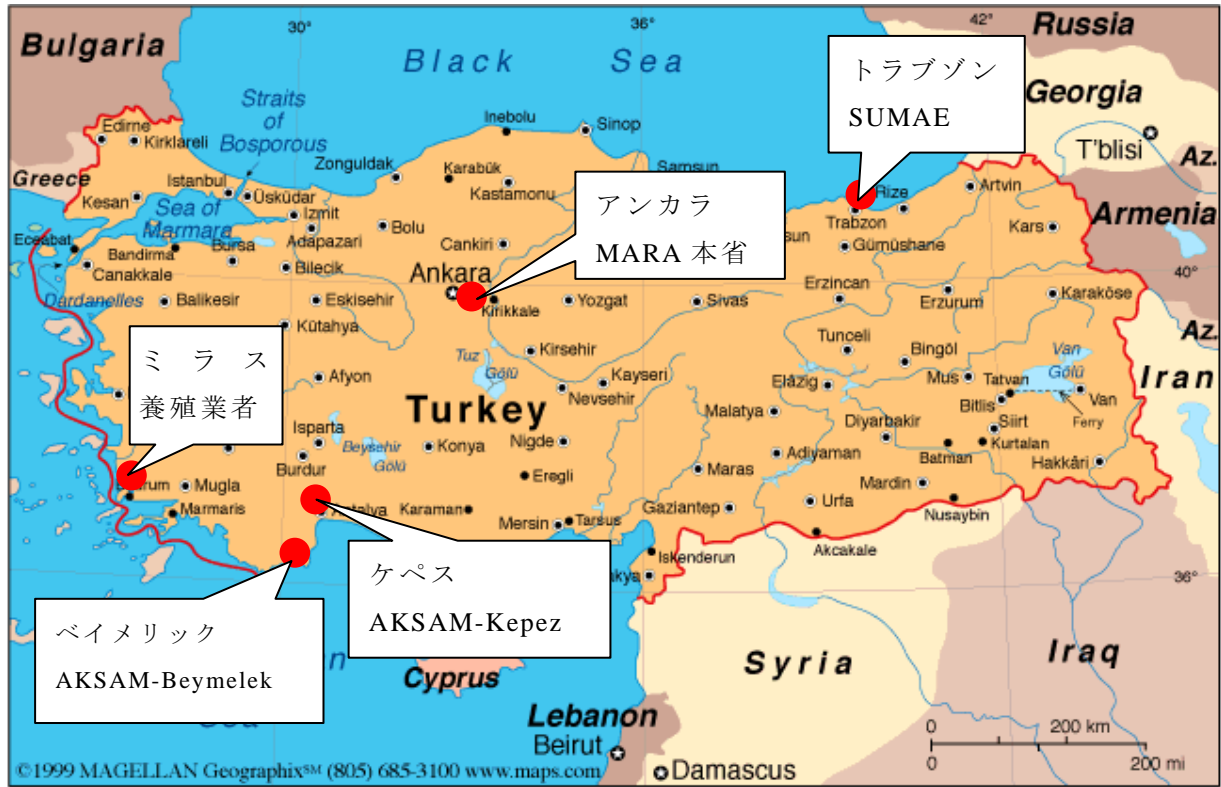 30°
36°
42°
Bulgaria
Black Sea
Russia
Georgia
T'blisi
Az.
Armenia
Az.
Iran
Iraq
Syria
Lebanon
Beirut
Damascus
Cyprus
Greece
Turkey
トラブゾン
SUMAE
アンカラ
MARA 本省
ミラス
養殖業者
ケペス
AKSAM-Kepez
ベイメリック
AKSAM-Beymelek
Straits
of
Bosporous
Edirne
Kirklareli
Istanbul
Üsküdar
Kesan
Sea of
Marmara
Izmit
Adapazari
Eceabat
Bandirma
Bursa
Canakkale
Bilecik
Dardanelles
Balikesir
Eskisehir
Kütahya
Zonguldak
Karabük
Inebolu
Sinop
Kastamonu
Samsun
Bolu
Cankiri
Ankara
Kirikkale
Yozgat
Sivas
Rize
Trabzon
Artvin
Kars
Gümüshane
Erzincan
Erzurum
Karaköse
40°
Tunceli
Bingöl
Mus
Van
Gölü
Tatvan
Van
Bitlis
Ferry
Siirt
Elâzig
Diyarbakir
Kurtalan
Batman
Hakkâri
Malatya
Adiyaman
Mardin
Nusaybin
Maras
Urfa
Gaziantep
Akcakale
Tuz
Gölü
Kirsehir
Kayseri
Nevsehir
Afyon
Isparta
Burdur
Beysehir
Gölü
Konya
Nigde
Eregli
Karaman
Mersin
Tarsus
Iskenderun
36°
Mugla
Marmaris
0
200 km
0
200 mi
©1999 MAGELLAN Geographix℠ (805) 685-3100 www.maps.com